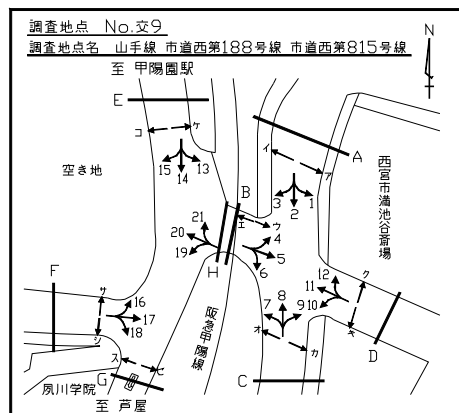 調査地点 No.交9
調査地点名 山手線 市道西第188号線 市道西第815号線
至 甲陽園駅
N
E
コ
ケ
A
イ
ア
空き地
15
14
13
3
2
1
西宮市満池谷斎場
B
21
エ
ウ
20
4
19
5
6
H
F
サ
16
17
18
シ
12
ク
11
10
7
8
9
キ
オ
カ
D
阪急甲陽線
ス
セ
G
C
夙川学院
至 芦屋